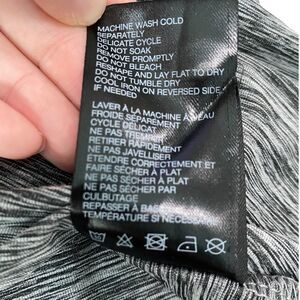 MACHINE WASH COLD
SEPARATELY
DELICATE CYCLE
DO NOT SOAK
REMOVE PROMPTLY
DO NOT BLEACH
RESHAPE AND LAY FLAT TO DRY
DO NOT TUMBLE DRY
COOL IRON ON REVERSED SIDE
IF NEEDED
LAVER À LA MACHINE À EAU
FROIDE SÉPARÉMENT
CYCLE DÉLICAT
NE PAS TREMPER
RETIRER RAPIDEMENT
NE PAS JAVELLISER
ÉTENDRE CORRECTEMENT ET
FAIRE SÉCHER À PLAT
NE PAS SÉCHER PAR
CULBUTAGE
REPASSER À BASSE
TEMPÉRATURE SI NÉCESSAIRE